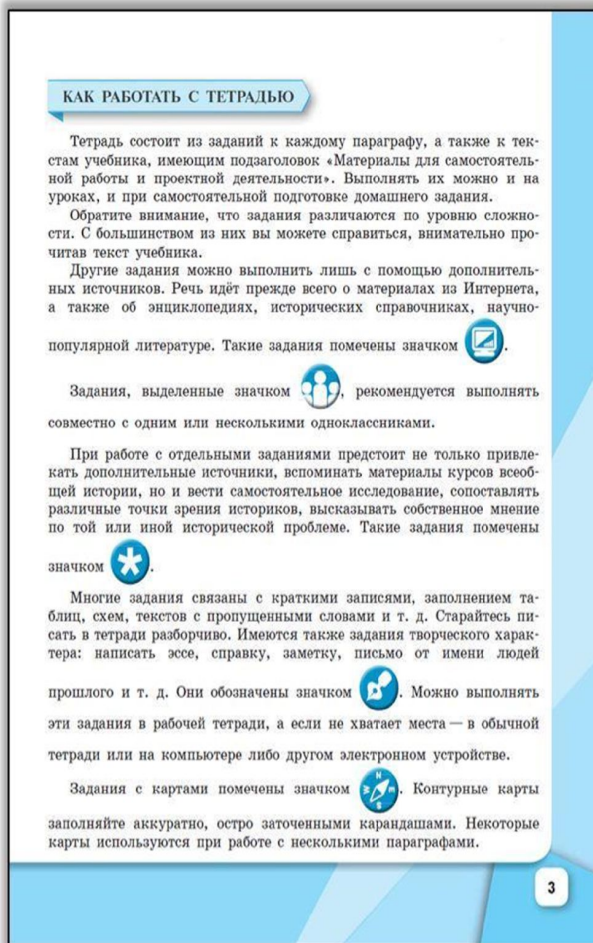 КАК РАБОТАТЬ С ТЕТРАДЬЮ
Тетрадь состоит из заданий к каждому параграфу, а также к тек-
стам учебника, имеющим подзаголовок «Материалы для самостоятель-
ной работы и проектной деятельности». Выполнять их можно и на
уроках, и при самостоятельной подготовке домашнего задания.
Обратите внимание, что задания различаются по уровню сложно-
сти. С большинством из них вы можете справиться, внимательно про-
читав текст учебника.
Другие задания можно выполнить лишь с помощью дополнитель-
ных источников. Речь идёт прежде всего о материалах из Интернета,
а также об энциклопедиях, исторических справочниках, научно-
популярной литературе. Такие задания помечены значком .
Задания, выделенные значком , рекомендуется выполнять
совместно с одним или несколькими одноклассниками.
При работе с отдельными заданиями предстоит не только привле-
кать дополнительные источники, вспоминать материалы курсов всеоб-
щей истории, но и вести самостоятельное исследование, сопоставлять
различные точки зрения историков, высказывать собственное мнение
по той или иной исторической проблеме. Такие задания помечены
значком .
Многие задания связаны с краткими записями, заполнением та-
блиц, схем, текстов с пропущенными словами и т. д. Старайтесь пи-
сать в тетради разборчиво. Имеются также задания творческого харак-
тера: написать эссе, справку, заметку, письмо от имени людей
прошлого и т. д. Они обозначены значком . Можно выполнять
эти задания в рабочей тетради, а если не хватает места — в обычной
тетради или на компьютере либо другом электронном устройстве.
Задания с картами помечены значком N W E S . Контурные карты
заполняйте аккуратно, остро заточенными карандашами. Некоторые
карты используются при работе с несколькими параграфами.
3